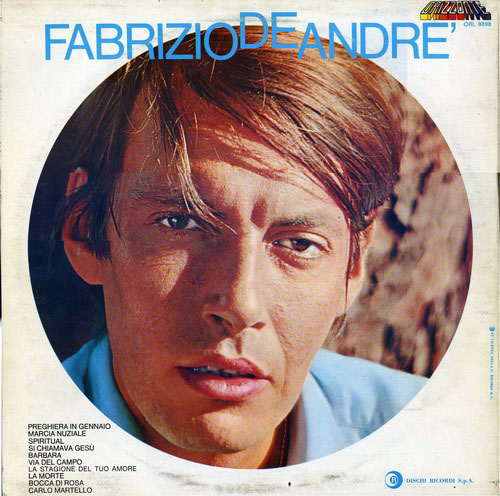 ORIZZONTE
ORL 8898
FABRIZIO DE ANDRE'
PREGHIERA IN GENNAIO
MARCIA NUZIALE
SPIRITUAL
SI CHIAMAVA GESÙ
BARBARA
VIA DEL CAMPO
LA STAGIONE DEL TUO AMORE
LA MORTE
BOCCA DI ROSA
CARLO MARTELLO
R DISCHI RICORDI S.p.A.